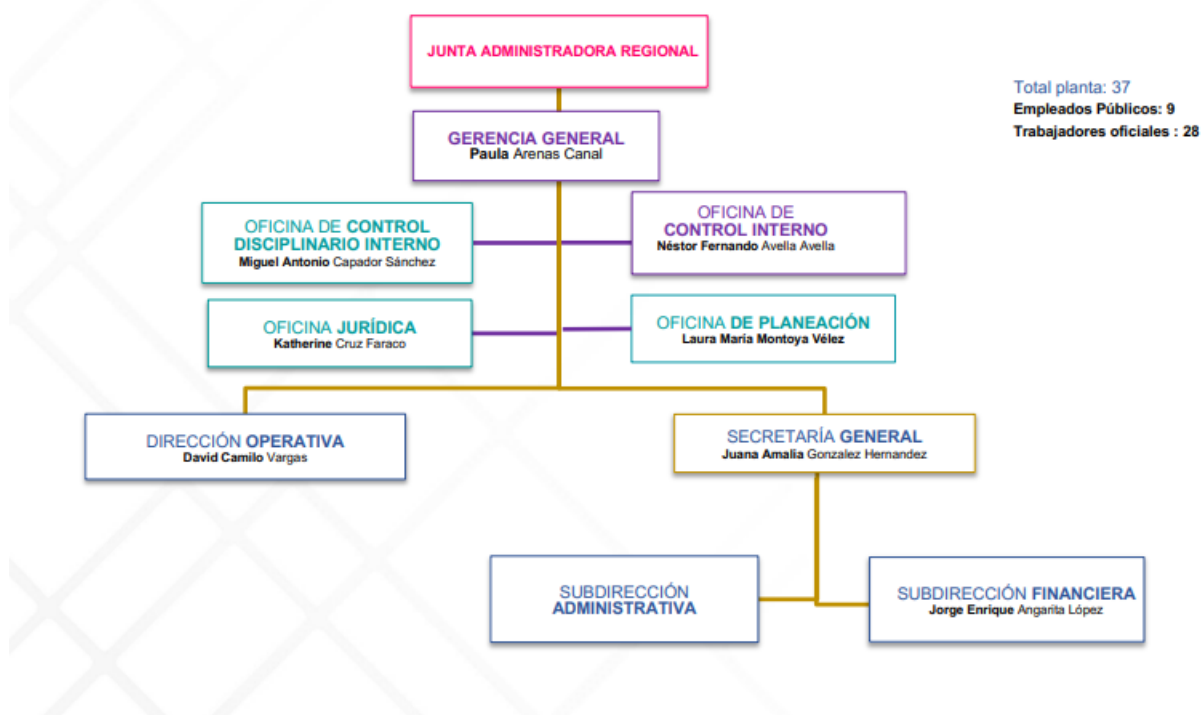 JUNTA ADMINISTRADORA REGIONAL
Total planta: 37
Empleados Públicos: 9
Trabajadores oficiales : 28
GERENCIA GENERAL
Paula Arenas Canal
OFICINA DE CONTROL
DISCIPLINARIO INTERNO
Miguel Antonio Capador Sánchez
OFICINA DE
CONTROL INTERNO
Néstor Fernando Avella Avella
OFICINA JURÍDICA
Katherine Cruz Faraco
OFICINA DE PLANEACIÓN
Laura María Montoya Vélez
DIRECCIÓN OPERATIVA
David Camilo Vargas
SECRETARÍA GENERAL
Juana Amalia Gonzalez Hernandez
SUBDIRECCIÓN
ADMINISTRATIVA
SUBDIRECCIÓN FINANCIERA
Jorge Enrique Angarita López